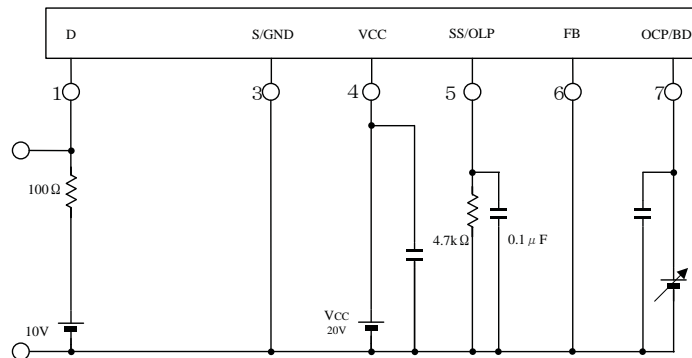 D S/GND VCC SS/OLP FB OCP/BD
1 3 4 5 6 7
100Ω
4.7kΩ 0.1μF
10V
VCC
20V